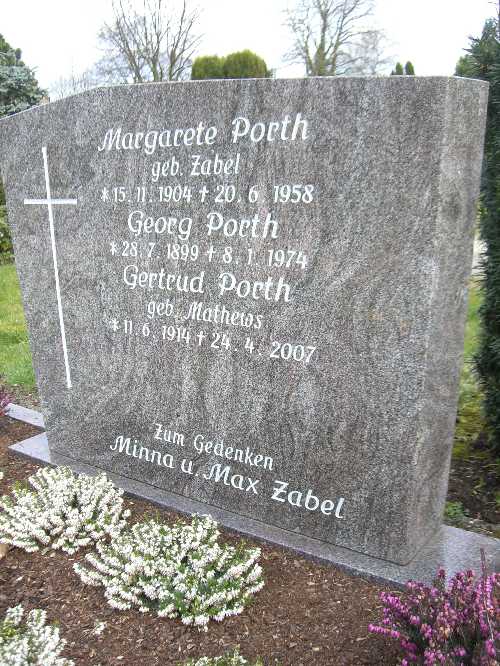 Margarete Porth
geb. Zabel
* 15. 11. 1904 † 20. 6. 1958
Georg Porth
* 28. 7. 1899 † 8. 1. 1974
Gertrud Porth
geb. Mathews
* 11. 6. 1914 † 24. 4. 2007
Zum Gedenken
Minna u. Max Zabel